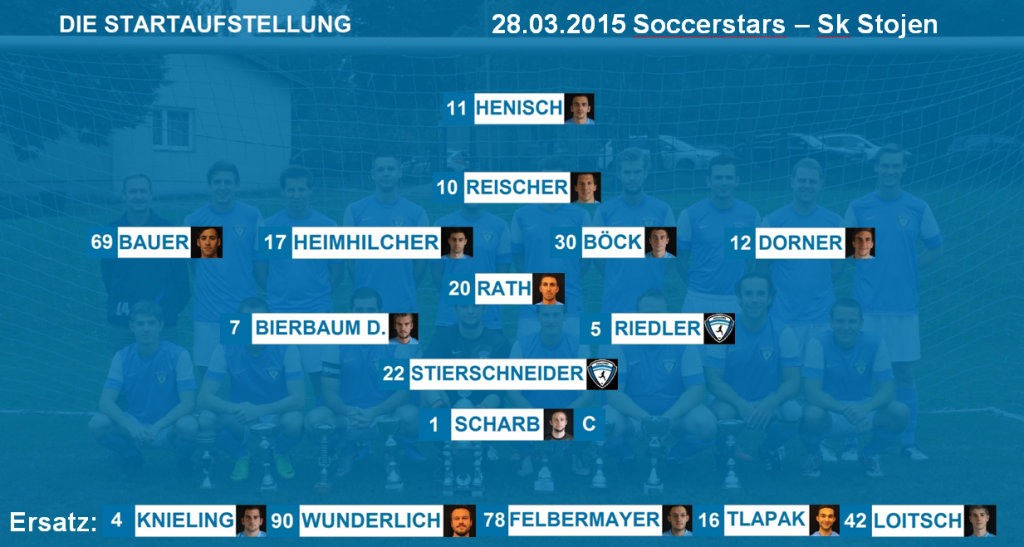 DIE STARTAUFSTELLUNG
28.03.2015 Soccerstars – Sk Stojen
11 HENISCH
10 REISCHER
69 BAUER 17 HEIMHILCHER 30 BÖCK 12 DORNER
20 RATH
7 BIERBAUM D. 5 RIEDLER
22 STIERSCHNEIDER
1 SCHARB C
Ersatz: 4 KNIELING 90 WUNDERLICH 78 FELBERMAYER 16 TLAPAK 42 LOITSCH